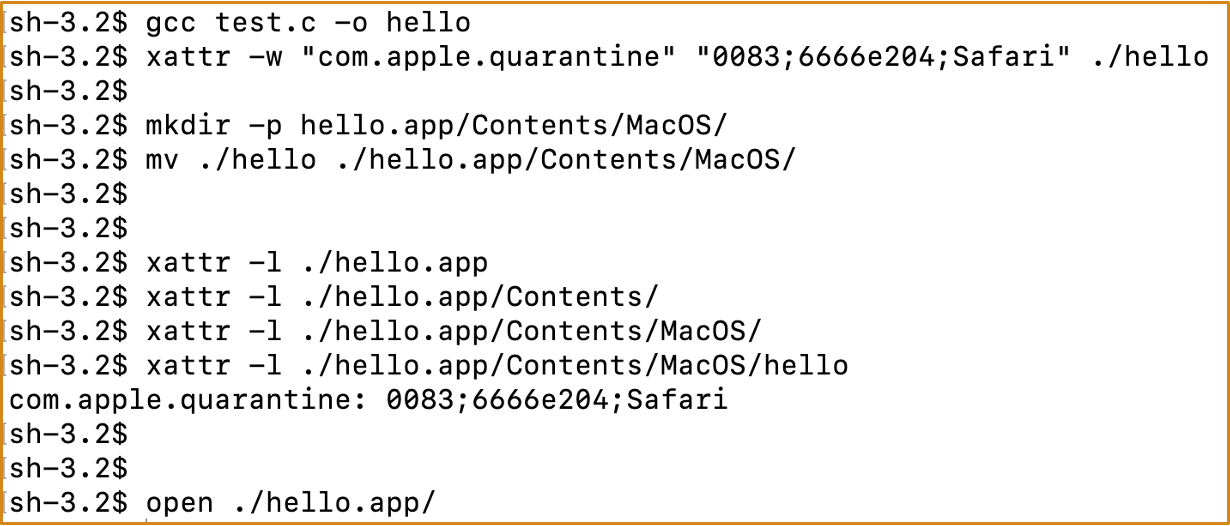 [sh-3.2$ gcc test.c -o hello
[sh-3.2$ xattr -w "com.apple.quarantine" "0083;6666e204;Safari" ./hello
[sh-3.2$
[sh-3.2$ mkdir -p hello.app/Contents/MacOS/
[sh-3.2$ mv ./hello ./hello.app/Contents/MacOS/
[sh-3.2$
[sh-3.2$
[sh-3.2$ xattr -l ./hello.app
[sh-3.2$ xattr -l ./hello.app/Contents/
[sh-3.2$ xattr -l ./hello.app/Contents/MacOS/
[sh-3.2$ xattr -l ./hello.app/Contents/MacOS/hello
com.apple.quarantine: 0083;6666e204;Safari
[sh-3.2$
[sh-3.2$
[sh-3.2$ open ./hello.app/